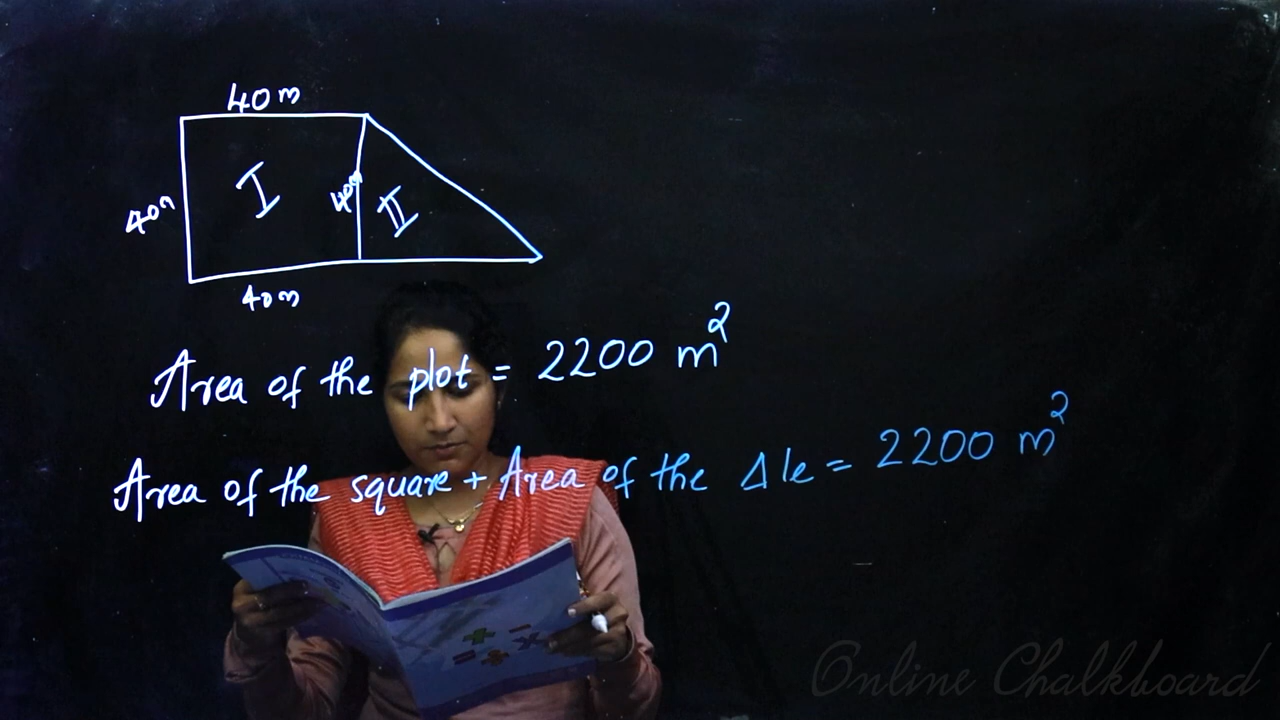 40 m
I
40m
40m
II
40m
Area of the plot = 2200 m²
Area of the square + Area of the Δle = 2200 m²
Online Chalkboard